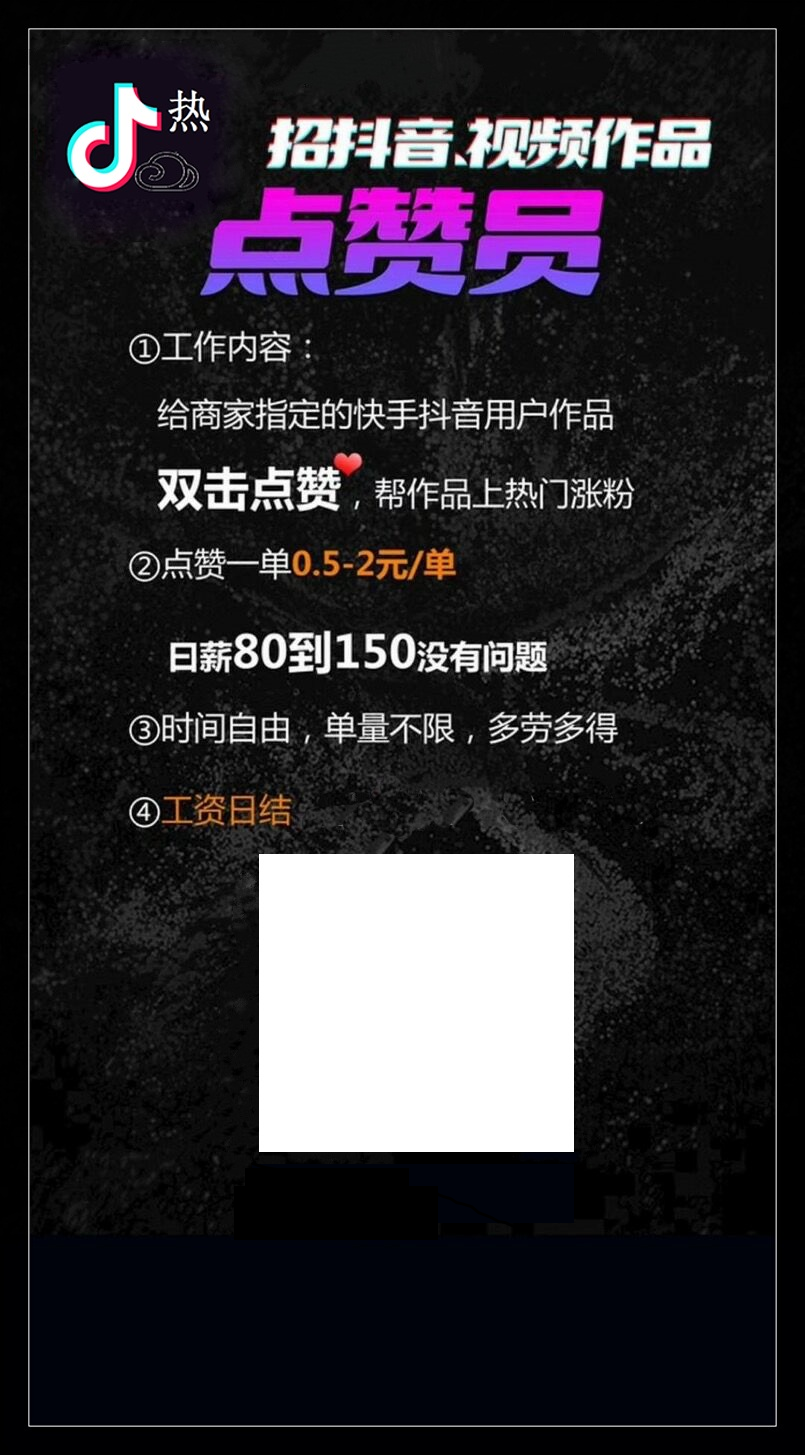 热
招抖音、视频作品
点赞员
①工作内容：
给商家指定的快手抖音用户作品
双击点赞，帮作品上热门涨粉
②点赞一单0.5-2元/单
日薪80到150没有问题
③时间自由，单量不限，多劳多得
④工资日结